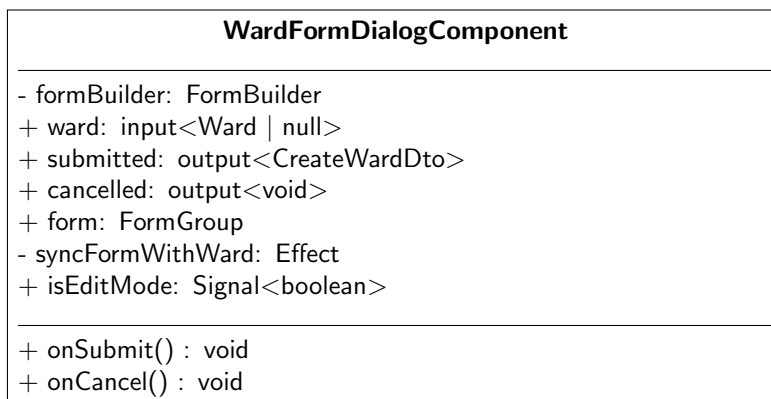 WardFormDialogComponent
- formBuilder: FormBuilder
+ ward: input<Ward | null>
+ submitted: output<CreateWardDto>
+ cancelled: output<void>
+ form: FormGroup
- syncFormWithWard: Effect
+ isEditMode: Signal<boolean>
+ onSubmit() : void
+ onCancel() : void